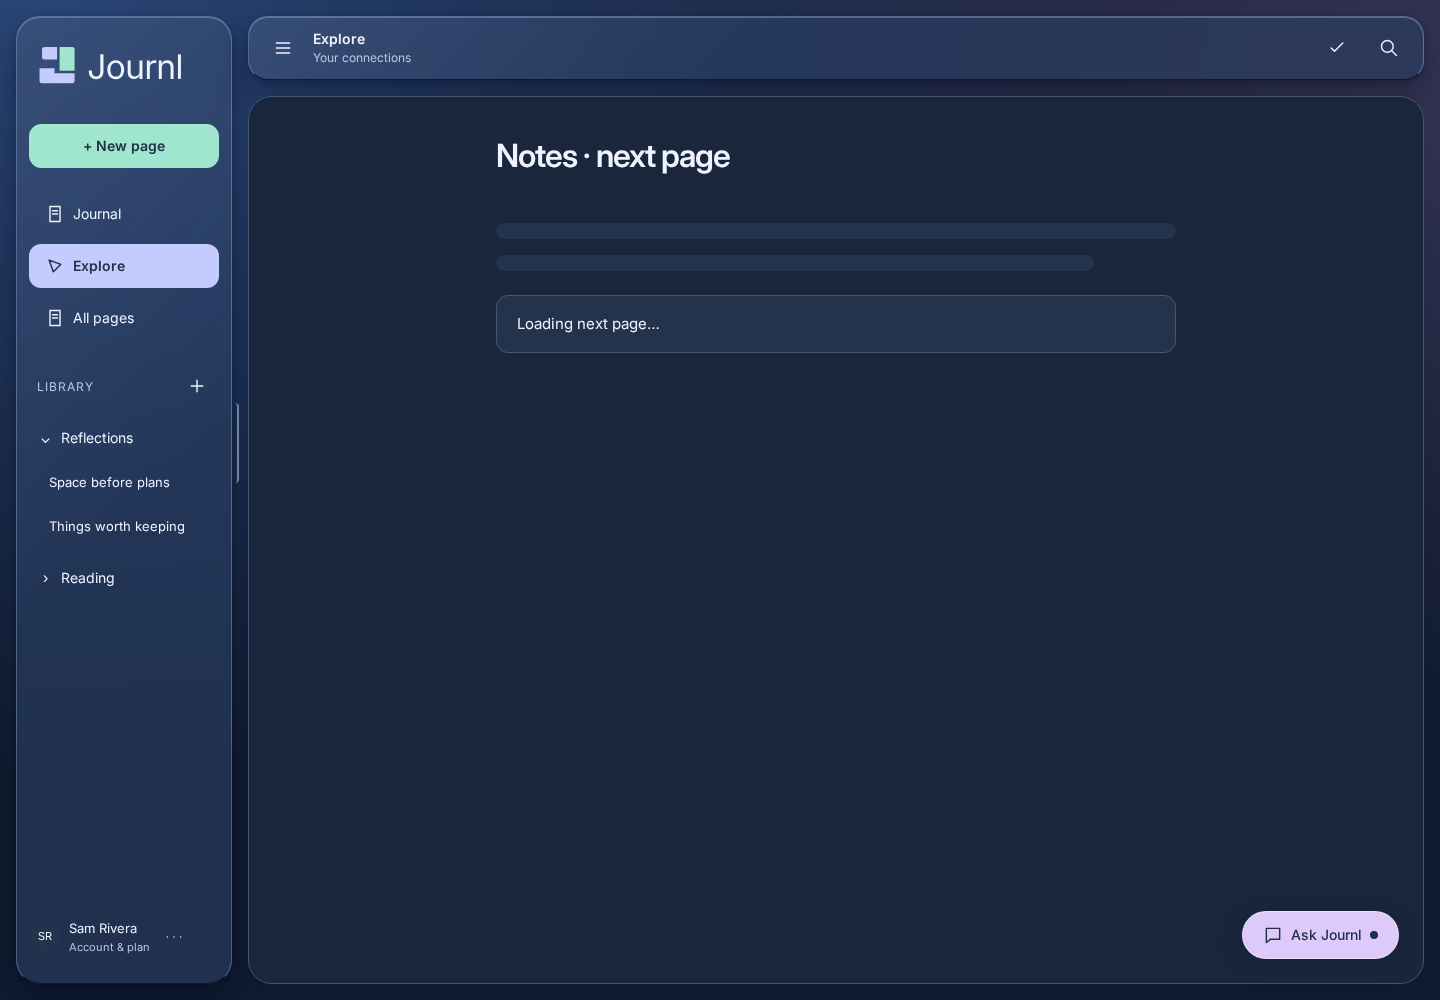 Journl
+ New page
Journal
Explore
All pages
LIBRARY
Reflections
Space before plans
Things worth keeping
Reading
SR
Sam Rivera
Account & plan
Explore
Your connections
Notes · next page
Loading next page...
Ask Journl